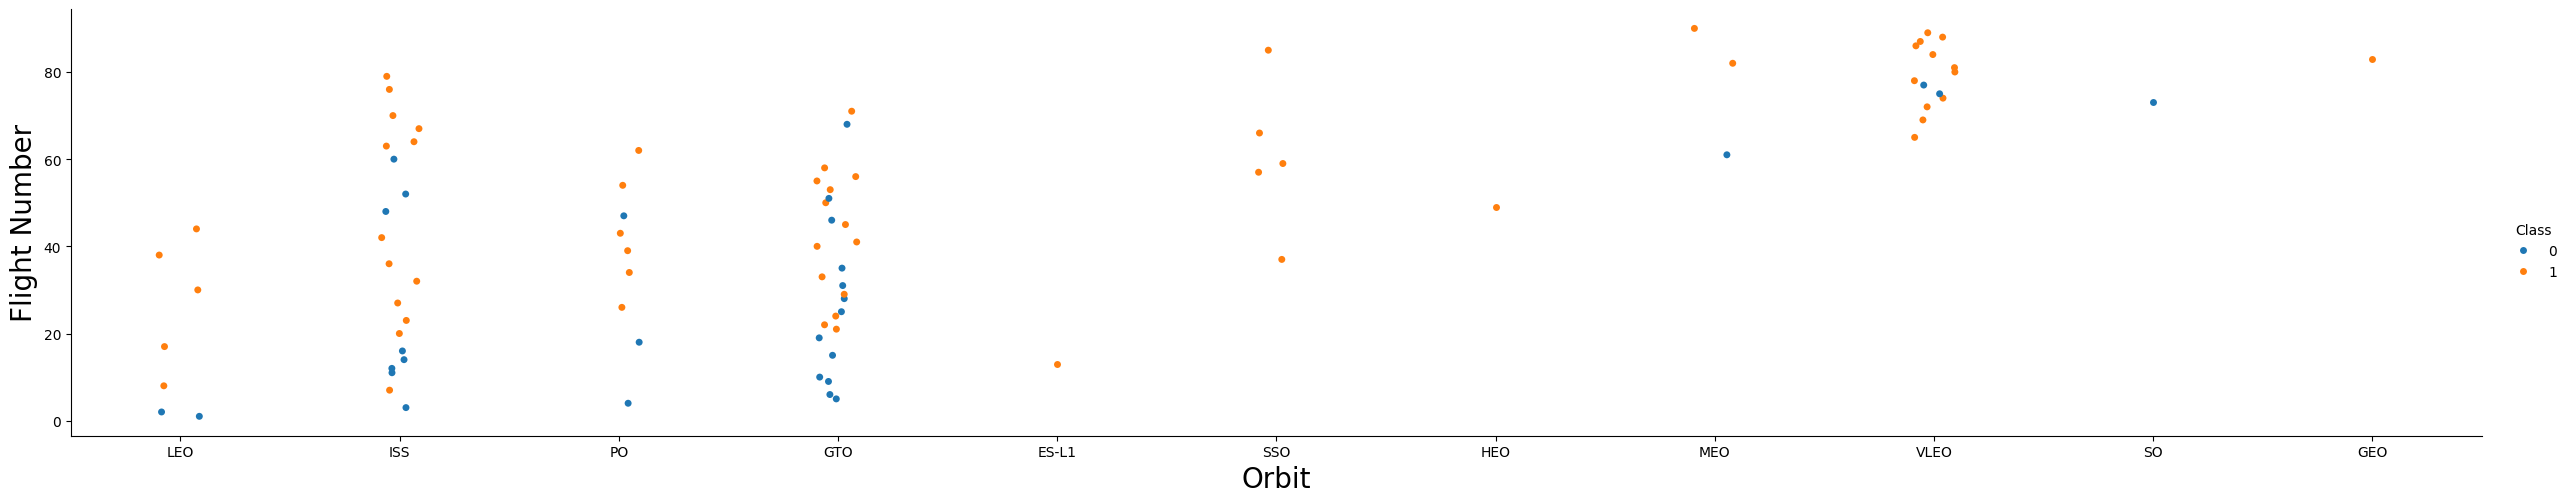 Flight Number
80
60
40
20
0
LEO ISS PO GTO ES-L1 SSO HEO MEO VLEO SO GEO
Orbit
Class
0
1